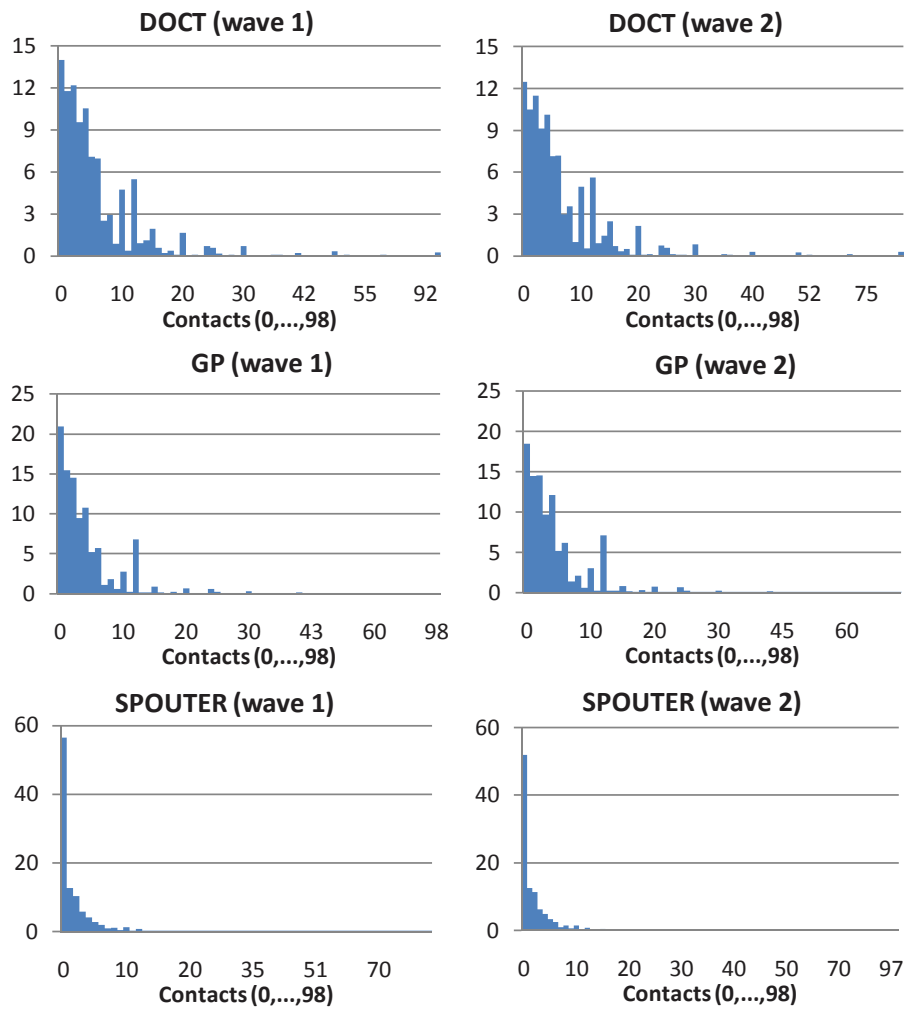 DOCT (wave 1)
15
12
9
6
3
0
0 10 20 30 42 55 92
Contacts (0,...,98)
DOCT (wave 2)
15
12
9
6
3
0
0 10 20 30 40 52 75
Contacts (0,...,98)
GP (wave 1)
25
20
15
10
5
0
0 10 20 30 43 60 98
Contacts (0,...,98)
GP (wave 2)
25
20
15
10
5
0
0 10 20 30 45 60
Contacts (0,...,98)
SPOUTER (wave 1)
60
40
20
0
0 10 20 35 51 70
Contacts (0,...,98)
SPOUTER (wave 2)
60
40
20
0
0 10 20 30 40 50 70 97
Contacts (0,...,98)